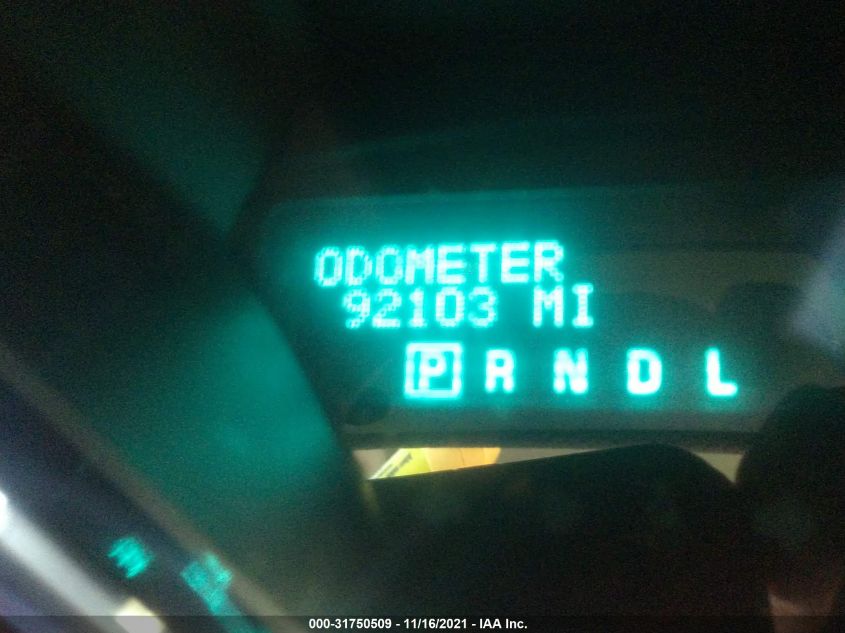 ODOMETER
92103 MI
P R N D L
000-31750509 - 11/16/2021 - IAA Inc.